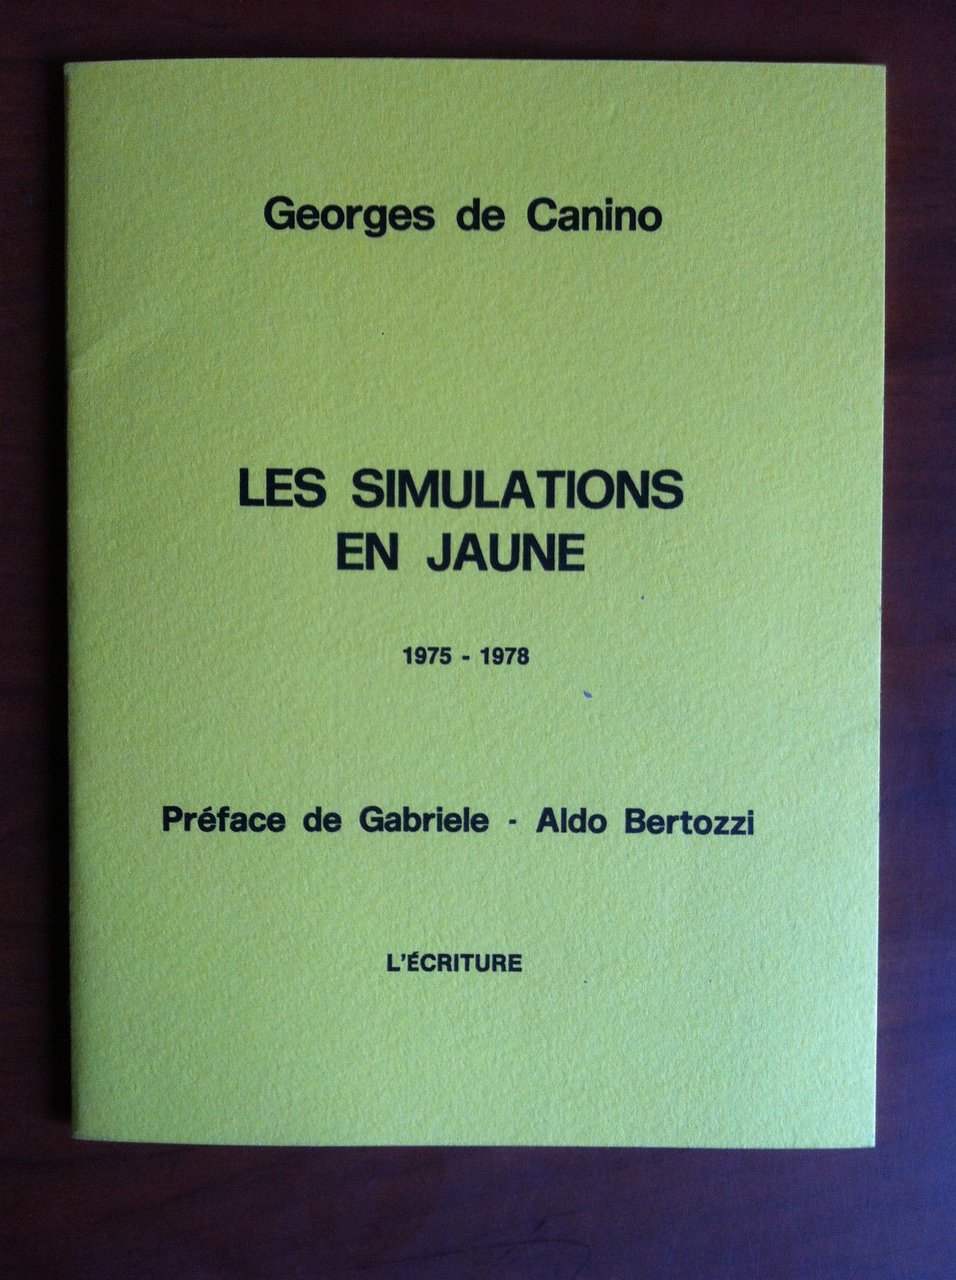 Georges de Canino
LES SIMULATIONS
EN JAUNE
1975 - 1978
Préface de Gabriele - Aldo Bertozzi
L'ÉCRITURE